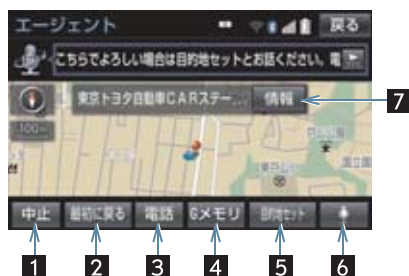 エージェント
戻る
こちらでよろしい場合は目的地セットとお話ください。電
東京トヨタ自動車CARステー... 情報
7
100m
中止 最初に戻る 電話 Gメモリ 目的地セット
1 2 3 4 5 6